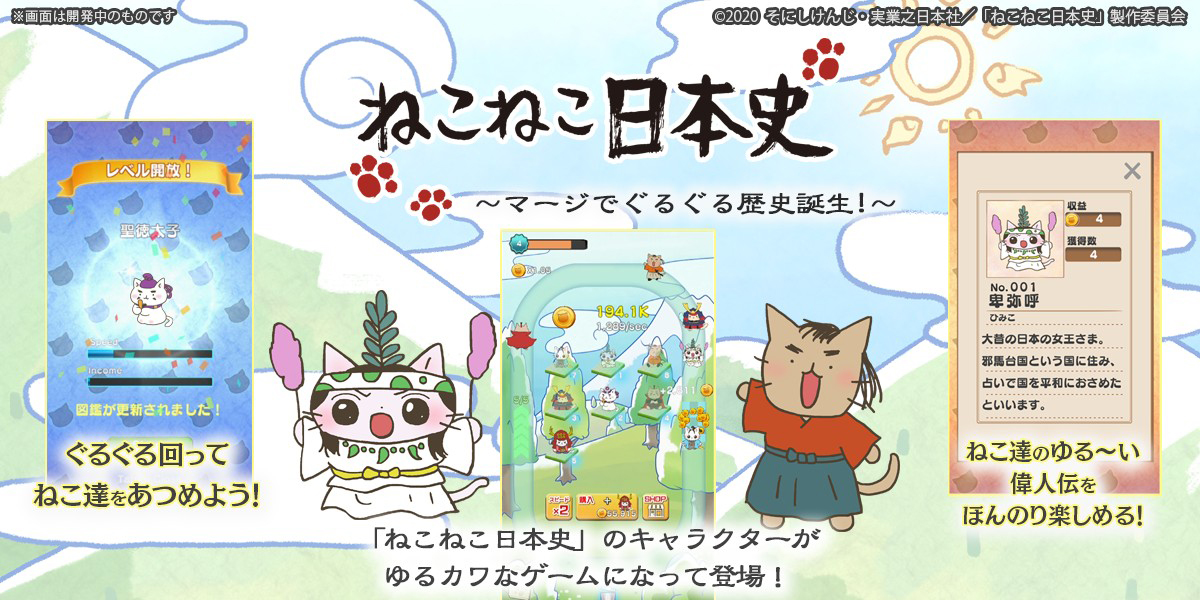 ※画面は開発中のものです
©2020 そにしけんじ・実業之日本社／「ねこねこ日本史」製作委員会
ねこねこ日本史
～マージでぐるぐる歴史誕生！～
レベル開放！
聖徳太子
Speed
Income
図鑑が更新されました！
ぐるぐる回って
ねこ達をあつめよう！
194.1K
1,289/sec
5/5
スピード
×2
購入
+
SHOP
収益
4
獲得数
4
No.001
卑弥呼
ひみこ
大昔の日本の女王さま。
邪馬台国という国に住み、
占いで国を平和におさめた
といいます。
ねこ達のゆる～い
偉人伝を
ほんのり楽しめる！
「ねこねこ日本史」のキャラクターが
ゆるカワなゲームになって登場！